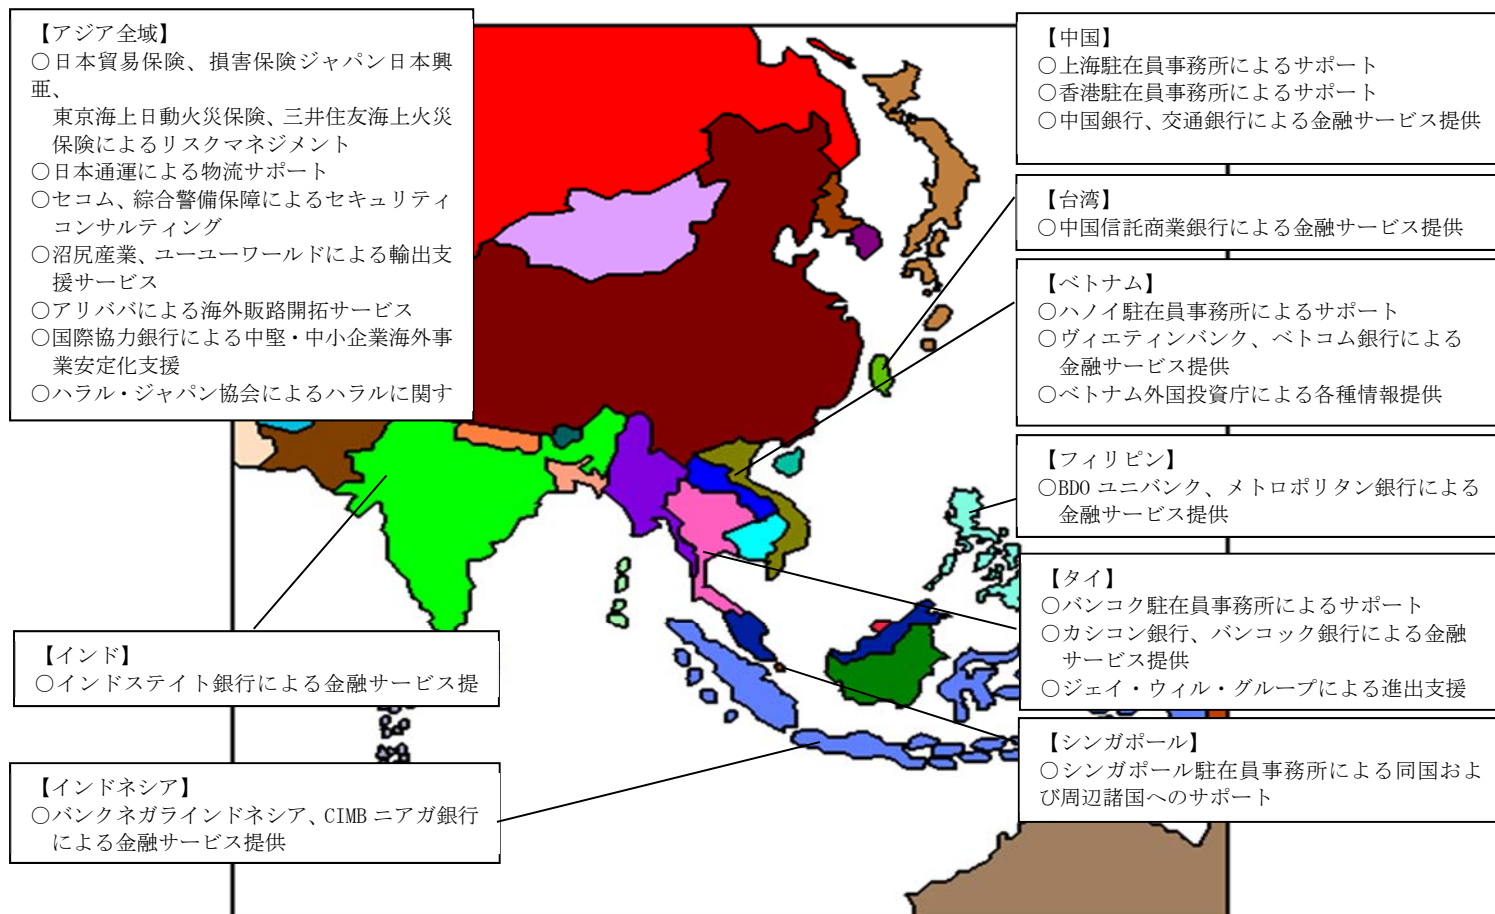 【アジア全域】
○日本貿易保険、損害保険ジャパン日本興
亜、
東京海上日動火災保険、三井住友海上火災
保険によるリスクマネジメント
○日本通運による物流サポート
○セコム、綜合警備保障によるセキュリティ
コンサルティング
○沼尻産業、ユーユーワールドによる輸出支
援サービス
○アリババによる海外販路開拓サービス
○国際協力銀行による中堅・中小企業海外事
業安定化支援
○ハラル・ジャパン協会によるハラルに関す
【インド】
○インドステイト銀行による金融サービス提
【インドネシア】
○バンクネガラインドネシア、CIMB ニアガ銀行
による金融サービス提供
【中国】
○上海駐在員事務所によるサポート
○香港駐在員事務所によるサポート
○中国銀行、交通銀行による金融サービス提供
【台湾】
○中国信託商業銀行による金融サービス提供
【ベトナム】
○ハノイ駐在員事務所によるサポート
○ヴィエティンバンク、ベトコム銀行による
金融サービス提供
○ベトナム外国投資庁による各種情報提供
【フィリピン】
○BDO ユニバンク、メトロポリタン銀行による
金融サービス提供
【タイ】
○バンコク駐在員事務所によるサポート
○カシコン銀行、バンコック銀行による金融
サービス提供
○ジェイ・ウィル・グループによる進出支援
【シンガポール】
○シンガポール駐在員事務所による同国およ
び周辺諸国へのサポート